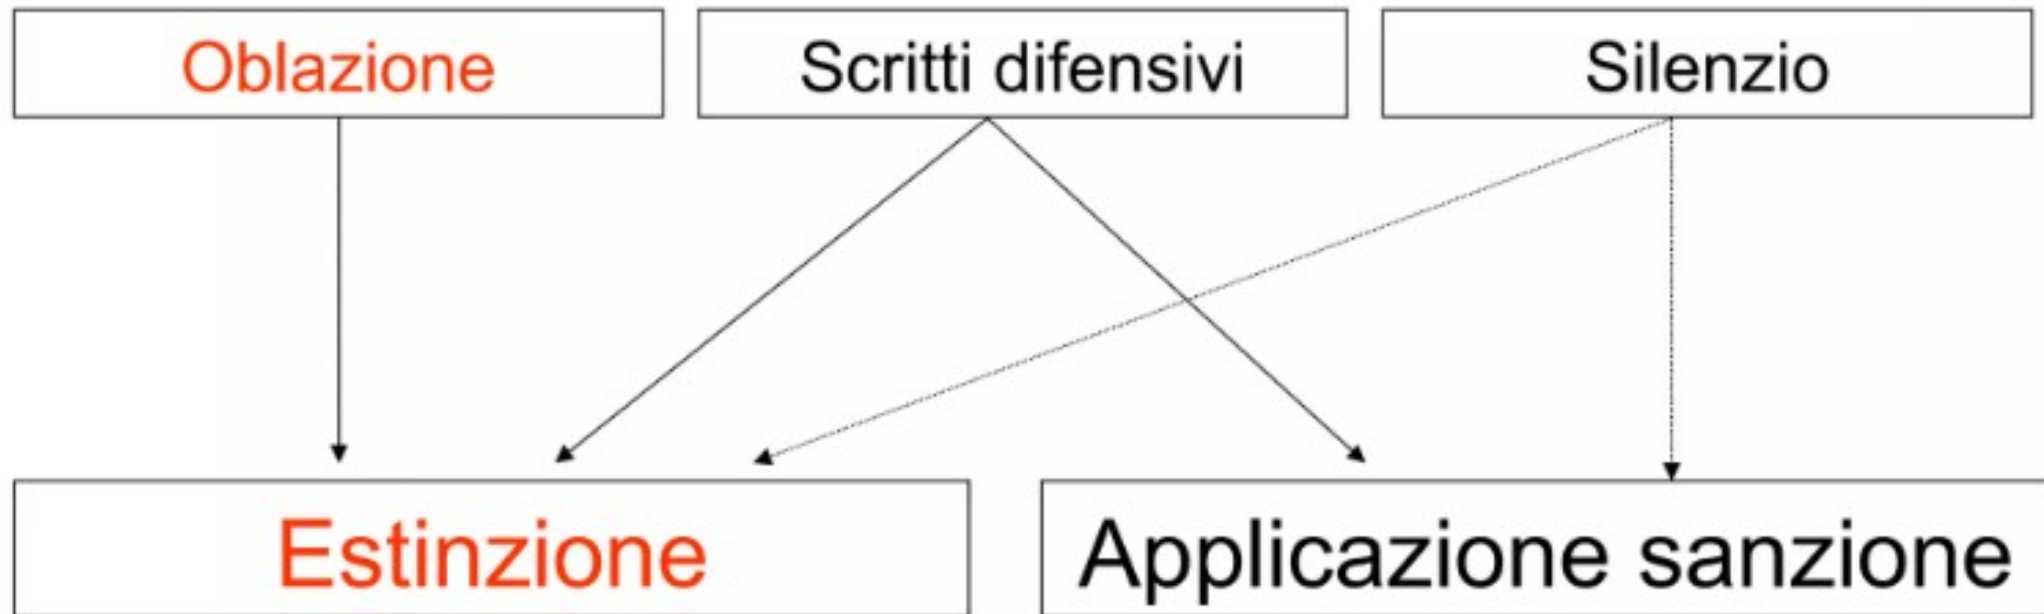 Oblazione
Scritti difensivi
Silenzio
Estinzione
Applicazione sanzione